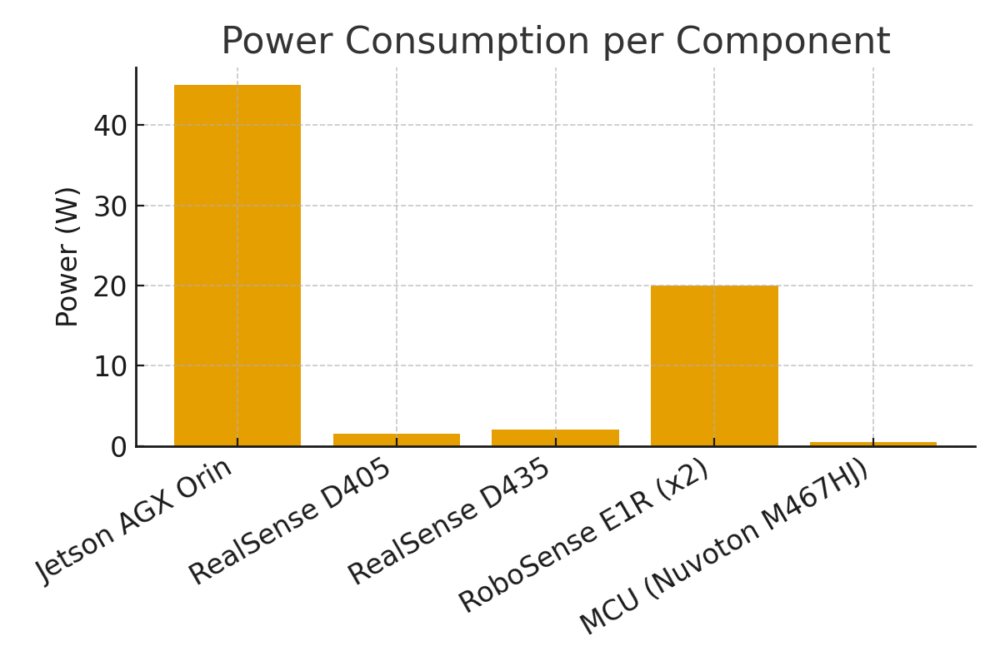 Power Consumption per Component
Power (W)
40
30
20
10
0
Jetson AGX Orin
RealSense D405
RealSense D435
RoboSense E1R (x2)
MCU (Nuvoton M467HJ)